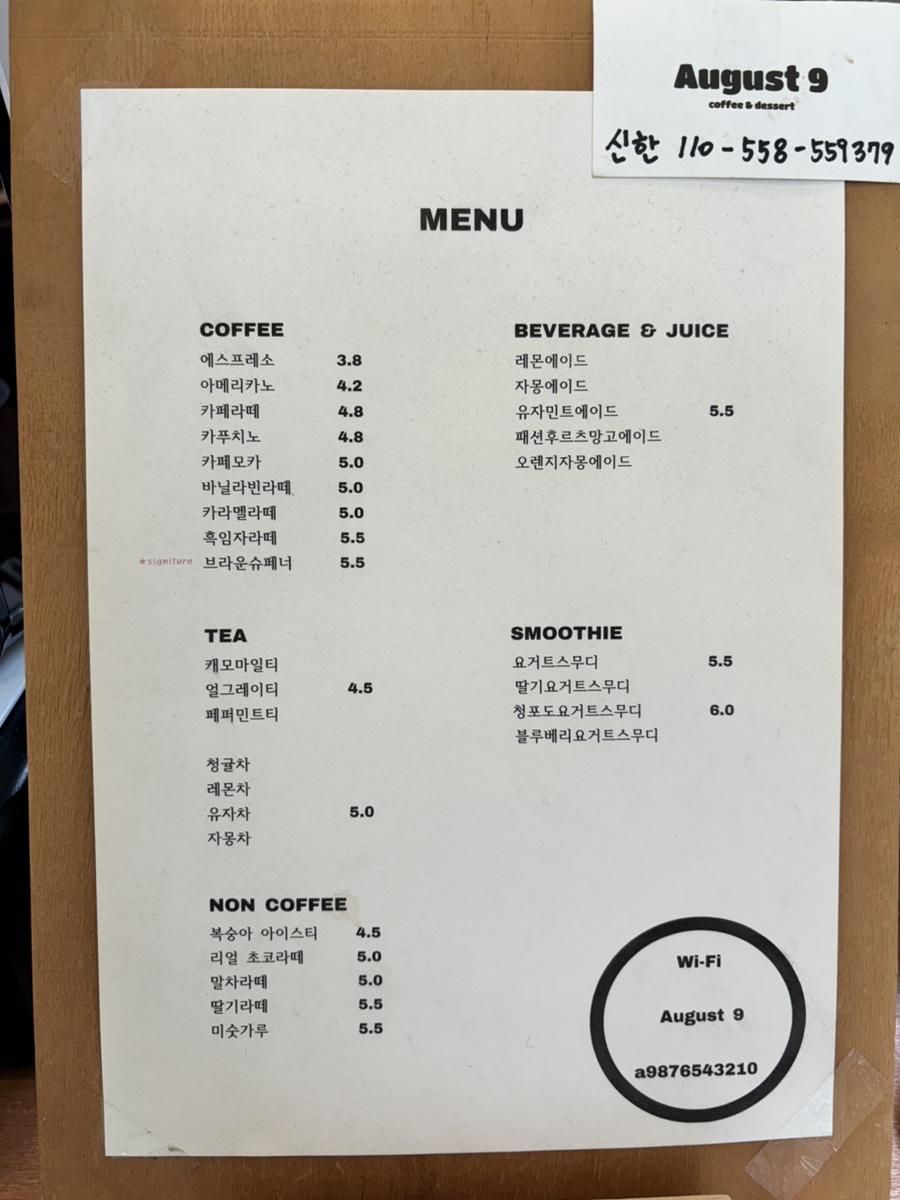 August 9
coffee & dessert
신한 110-558-559379
MENU
COFFEE
에스프레소 3.8
아메리카노 4.2
카페라떼 4.8
카푸치노 4.8
카페모카 5.0
바닐라빈라떼 5.0
카라멜라떼 5.0
흑임자라떼 5.5
★signiture 브라운슈페너 5.5
BEVERAGE & JUICE
레몬에이드
자몽에이드
유자민트에이드 5.5
패션후르츠망고에이드
오렌지자몽에이드
TEA
캐모마일티
얼그레이티 4.5
페퍼민트티
청귤차
레몬차
유자차 5.0
자몽차
SMOOTHIE
요거트스무디 5.5
딸기요거트스무디
청포도요거트스무디 6.0
블루베리요거트스무디
NON COFFEE
복숭아 아이스티 4.5
리얼 초코라떼 5.0
말차라떼 5.0
딸기라떼 5.5
미숫가루 5.5
Wi-Fi
August 9
a9876543210